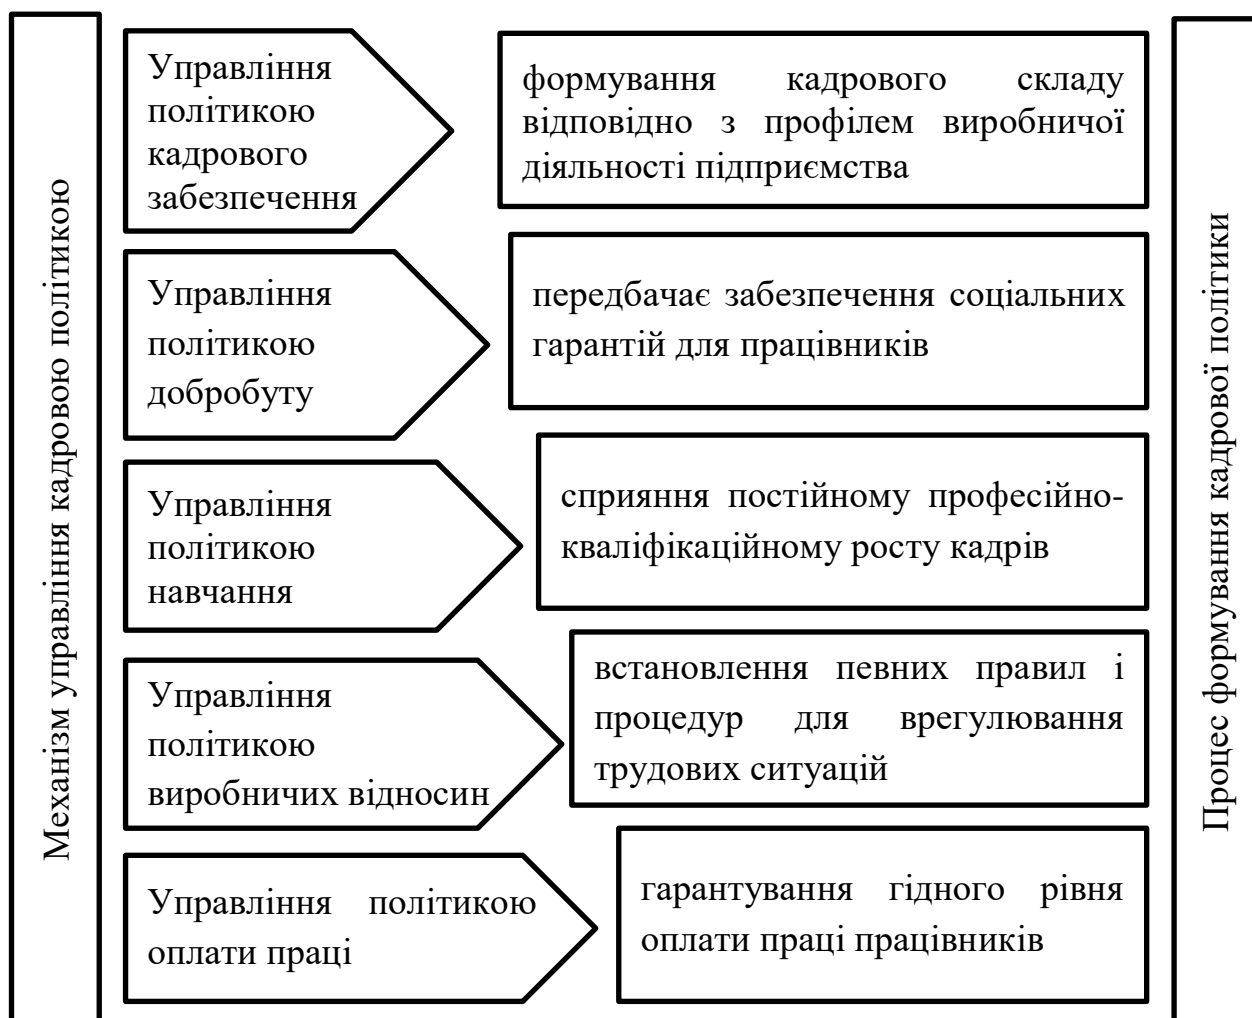 Механізм управління кадровою політикою
Управління
політикою
кадрового
забезпечення
формування кадрового складу
відповідно з профілем виробничої
діяльності підприємства
Управління
політикою
добробуту
передбачає забезпечення соціальних
гарантій для працівників
Управління
політикою
навчання
сприяння постійному професійно-
кваліфікаційному росту кадрів
Управління
політикою
виробничих відносин
встановлення певних правил і
процедур для врегулювання
трудових ситуацій
Управління політикою
оплати праці
гарантування гідного рівня
оплати праці працівників
Процес формування кадрової політики